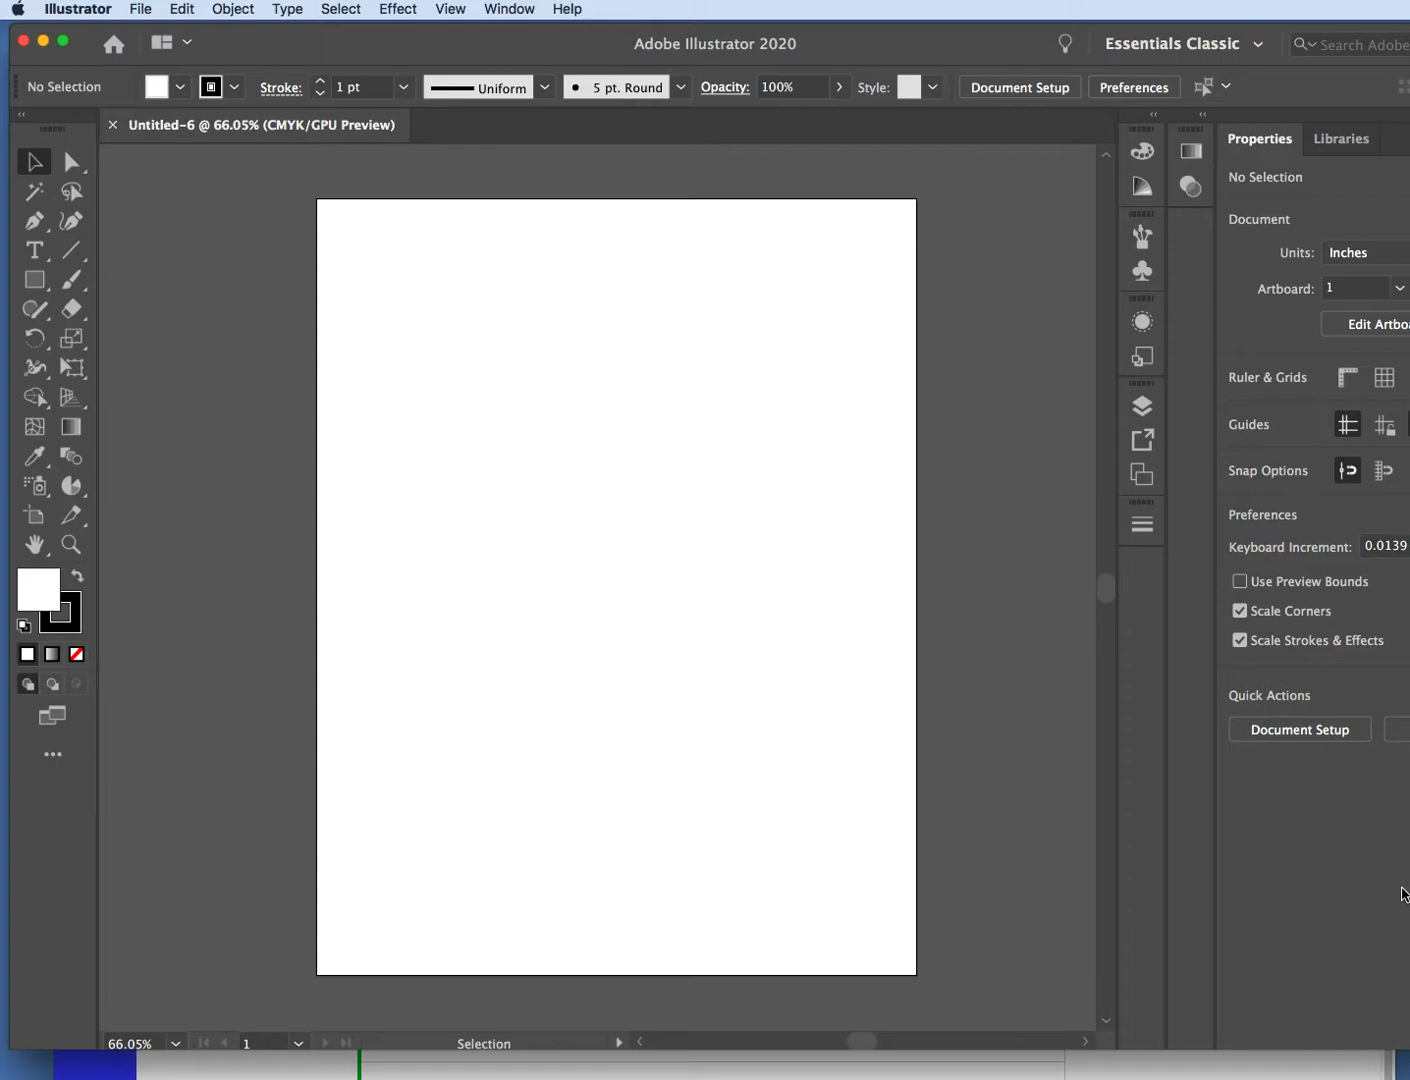 Illustrator File Edit Object Type Select Effect View Window Help
Adobe Illustrator 2020
Essentials Classic
Search Adobe
No Selection
Stroke:
1 pt
Uniform
5 pt. Round
Opacity:
100%
Style:
Document Setup
Preferences
Untitled-6 @ 66.05% (CMYK/GPU Preview)
Properties
Libraries
No Selection
Document
Units:
Inches
Artboard:
1
Edit Artboa
Ruler & Grids
Guides
Snap Options
Preferences
Keyboard Increment:
0.0139
Use Preview Bounds
Scale Corners
Scale Strokes & Effects
Quick Actions
Document Setup
66.05%
1
Selection